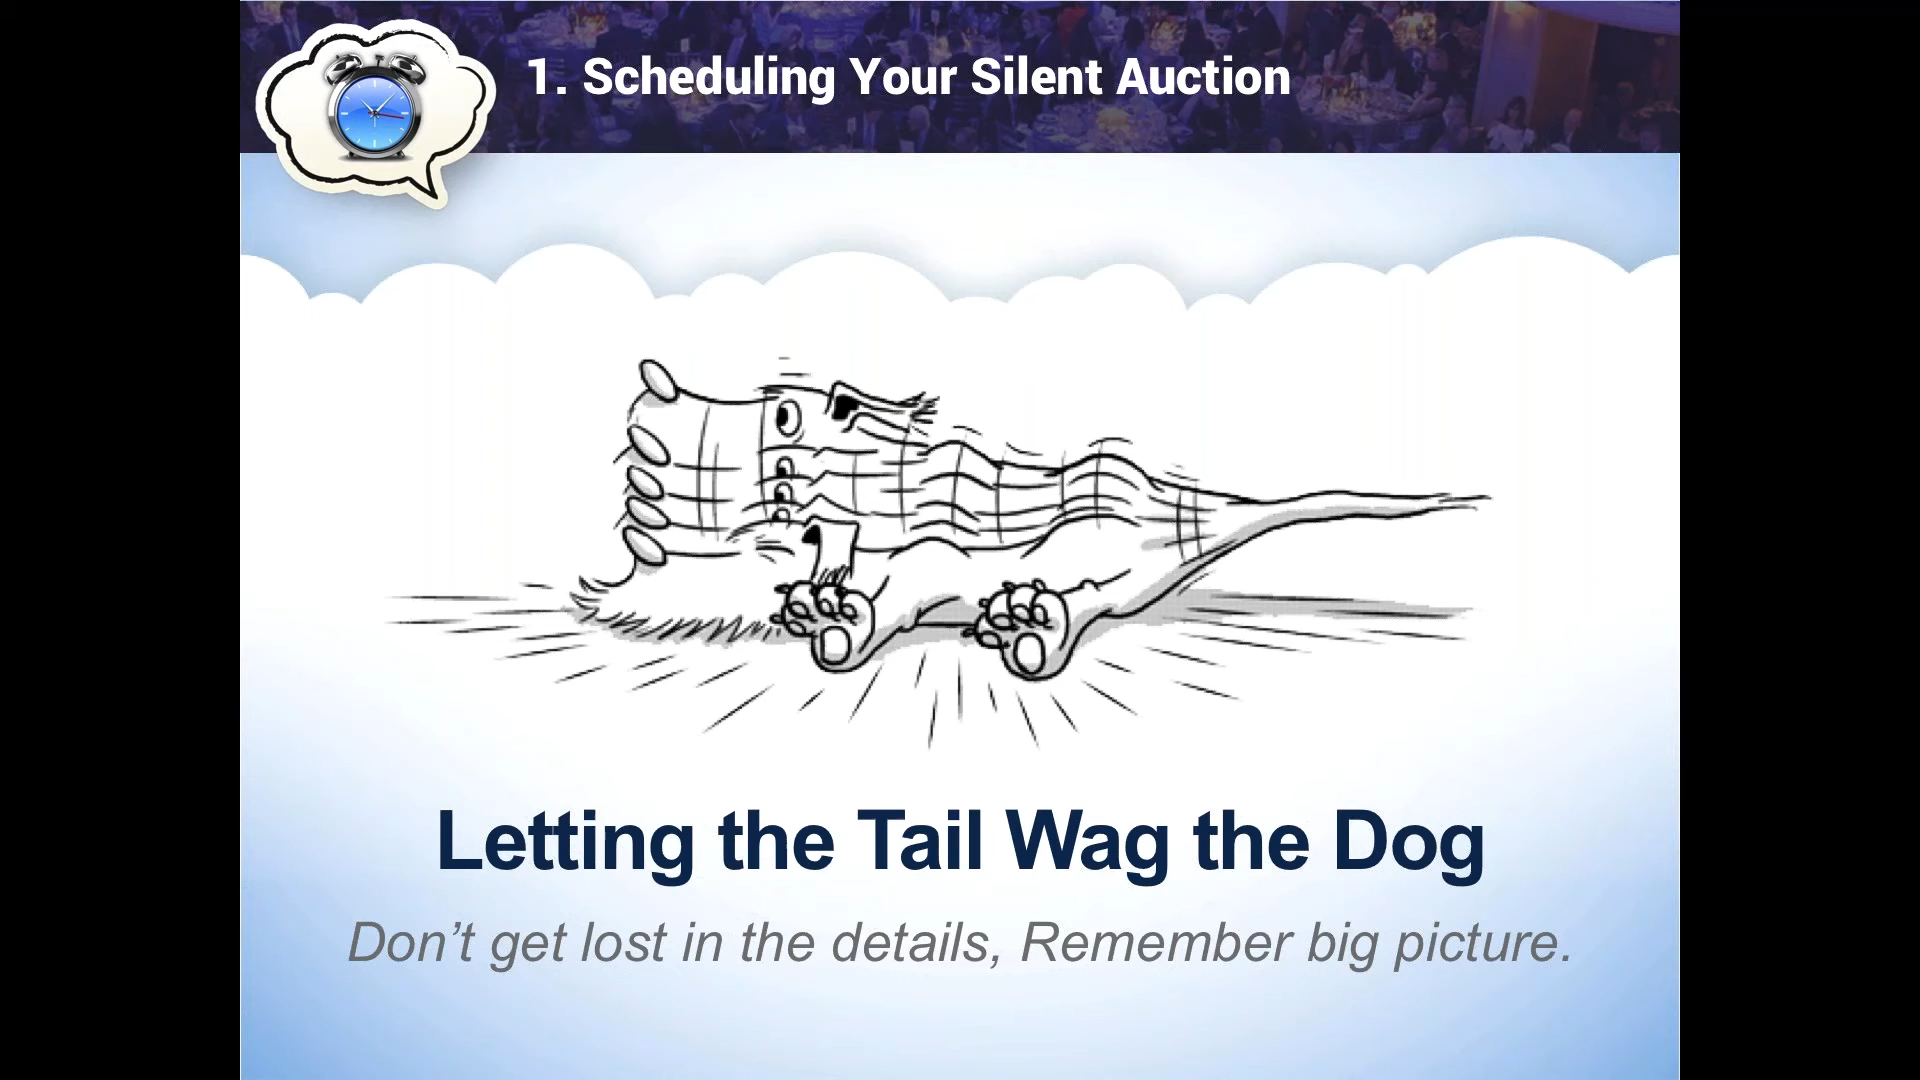 1. Scheduling Your Silent Auction
Letting the Tail Wag the Dog
Don’t get lost in the details, Remember big picture.